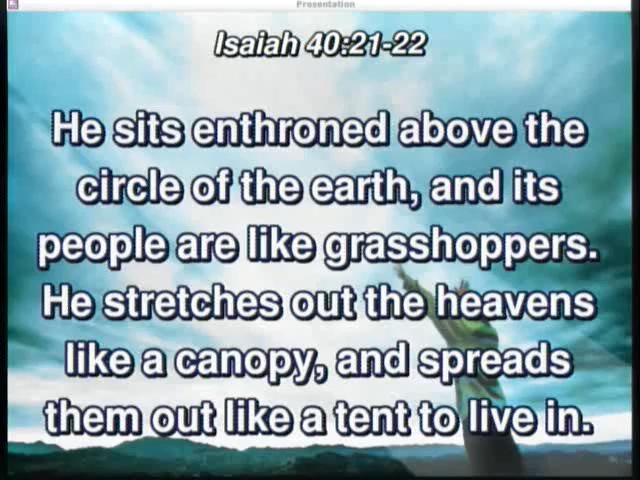 Presentation
Isaiah 40:21-22
He sits enthroned above the
circle of the earth, and its
people are like grasshoppers.
He stretches out the heavens
like a canopy, and spreads
them out like a tent to live in.